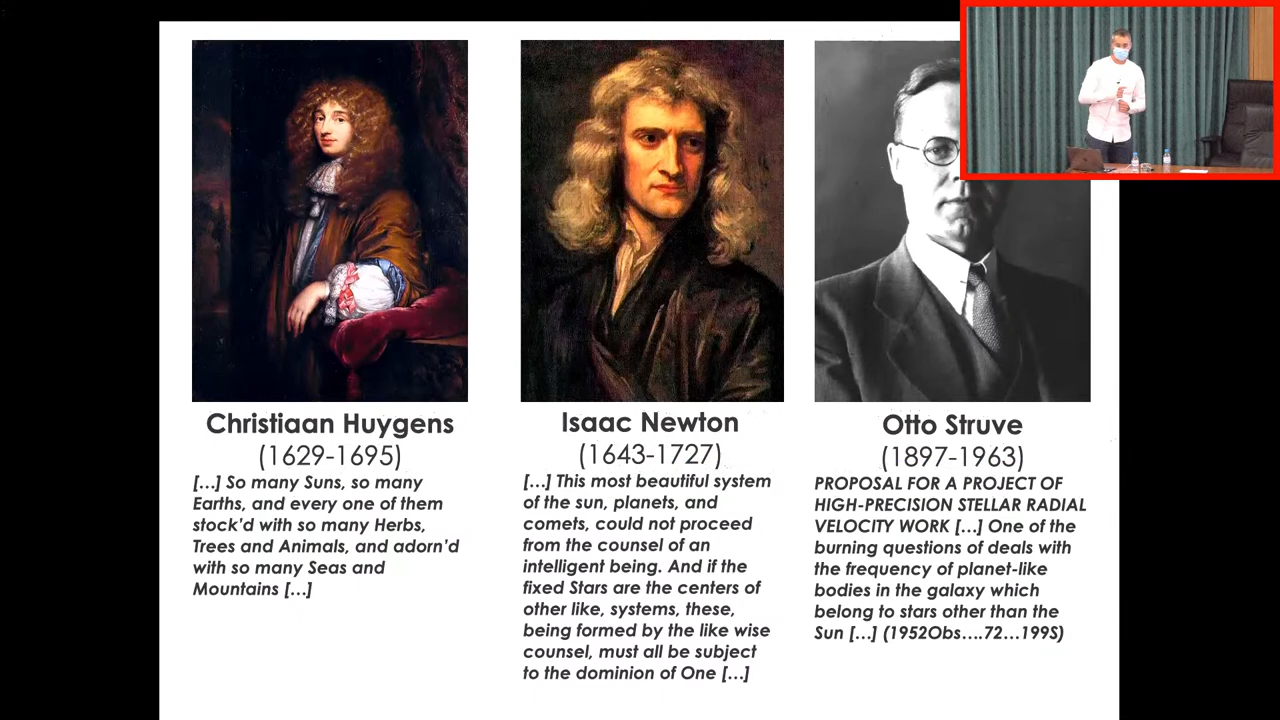 Christiaan Huygens
(1629-1695)
[...] So many Suns, so many
Earths, and every one of them
stock'd with so many Herbs,
Trees and Animals, and adorn'd
with so many Seas and
Mountains [...]
Isaac Newton
(1643-1727)
[...] This most beautiful system
of the sun, planets, and
comets, could not proceed
from the counsel of an
intelligent being. And if the
fixed Stars are the centers of
other like, systems, these,
being formed by the like wise
counsel, must all be subject
to the dominion of One [...]
Otto Struve
(1897-1963)
PROPOSAL FOR A PROJECT OF
HIGH-PRECISION STELLAR RADIAL
VELOCITY WORK [...] One of the
burning questions of deals with
the frequency of planet-like
bodies in the galaxy which
belong to stars other than the
Sun [...] (1952Obs....72...199S)